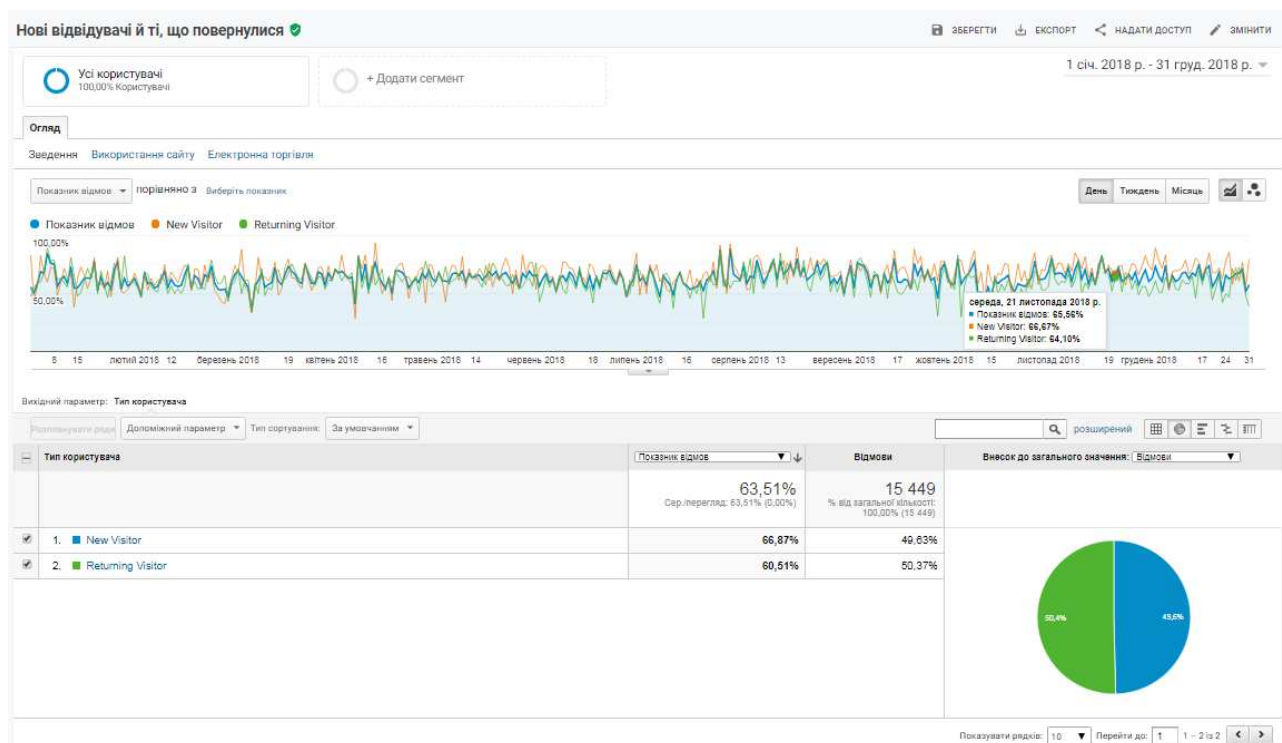 Нові відвідувачі й ті, що повернулися
ЗБЕРЕГТИ ЕКСПОРТ НАДАТИ ДОСТУП ЗМІНИТИ
Усі користувачі
100,00% Користувачі
+ Додати сегмент
1 січ. 2018 р. - 31 груд. 2018 р.
Огляд
Зведення Використання сайту Електронна торгівля
Показник відмов порівняно з Виберіть показник
День Тиждень Місяць
Показник відмов New Visitor Returning Visitor
100,00%
50,00%
середа, 21 листопада 2018 р.
Показник відмов: 65,56%
New Visitor: 66,67%
Returning Visitor: 64,10%
8 15 лютий 2018 12 березень 2018 19 квітень 2018 16 травень 2018 14 червень 2018 18 липень 2018 16 серпень 2018 13 вересень 2018 17 жовтень 2018 15 листопад 2018 19 грудень 2018 17 24 31
Вихідний параметр: Тип користувача
Допоміжний параметр Тип сортування: За умовчанням розширений
Тип користувача Показник відмов Відмови Внесок до загального значення: Відмови
63,51% 15 449
Сер./перегляд: 63,51% (0,00%) % від загальної кількості:
100,00% (15 449)
1. New Visitor 66,87% 49,63%
2. Returning Visitor 60,51% 50,37%
50,4% 49,6%
Показувати рядків: 10 Перейти до: 1 1 – 2 із 2